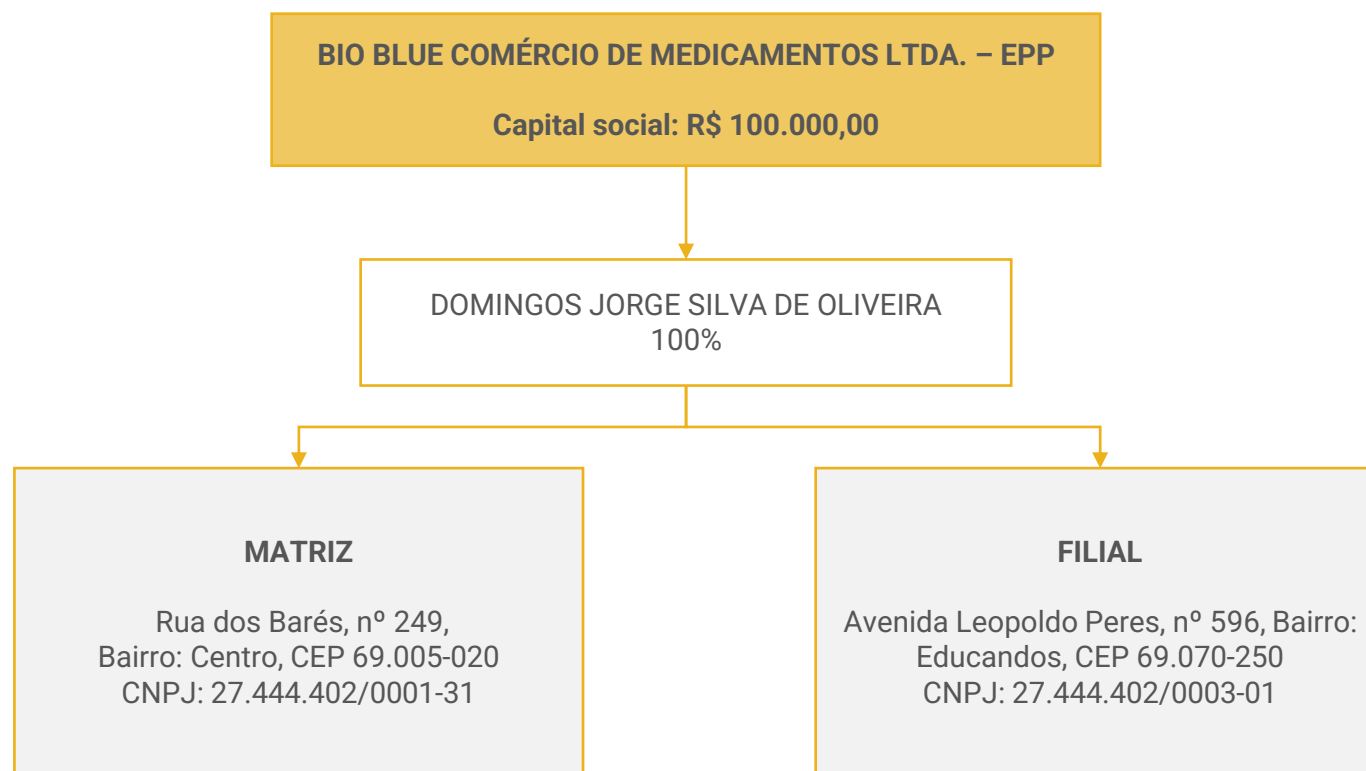 BIO BLUE COMÉRCIO DE MEDICAMENTOS LTDA. – EPP
Capital social: R$ 100.000,00
DOMINGOS JORGE SILVA DE OLIVEIRA
100%
MATRIZ
Rua dos Barés, nº 249,
Bairro: Centro, CEP 69.005-020
CNPJ: 27.444.402/0001-31
FILIAL
Avenida Leopoldo Peres, nº 596, Bairro:
Educandos, CEP 69.070-250
CNPJ: 27.444.402/0003-01